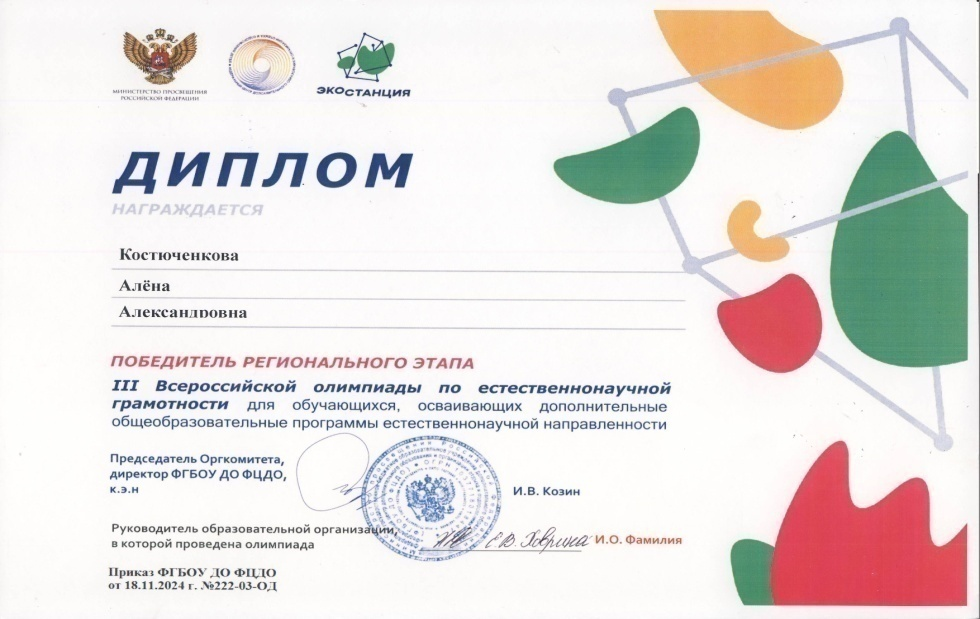 МИНИСТЕРСТВО ПРОСВЕЩЕНИЯ
РОССИЙСКОЙ ФЕДЕРАЦИИ
ЭКОСТАНЦИЯ
ДИПЛОМ
НАГРАЖДАЕТСЯ
Костюченкова
Алёна
Александровна
ПОБЕДИТЕЛЬ РЕГИОНАЛЬНОГО ЭТАПА
III Всероссийской олимпиады по естественнонаучной
грамотности для обучающихся, осваивающих дополнительные
общеобразовательные программы естественнонаучной направленности
Председатель Оргкомитета,
директор ФГБОУ ДО ФЦДО,
к.э.н
И.В. Козин
Руководитель образовательной организации,
в которой проведена олимпиада
Е.В. И.О. Фамилия
Приказ ФГБОУ ДО ФЦДО
от 18.11.2024 г. №222-03-ОД